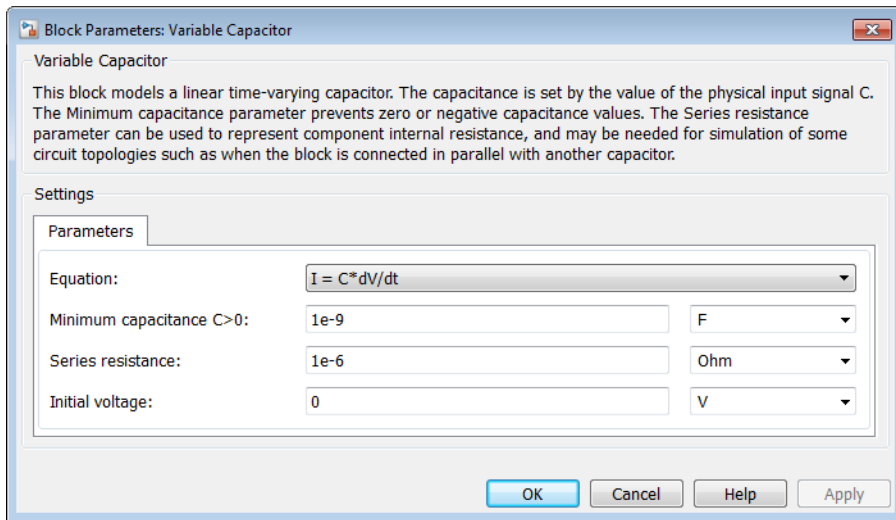 Block Parameters: Variable Capacitor
Variable Capacitor
This block models a linear time-varying capacitor. The capacitance is set by the value of the physical input signal C.
The Minimum capacitance parameter prevents zero or negative capacitance values. The Series resistance
parameter can be used to represent component internal resistance, and may be needed for simulation of some
circuit topologies such as when the block is connected in parallel with another capacitor.
Settings
Parameters
Equation: I = C*dV/dt
Minimum capacitance C>0: 1e-9 F
Series resistance: 1e-6 Ohm
Initial voltage: 0 V
OK Cancel Help Apply